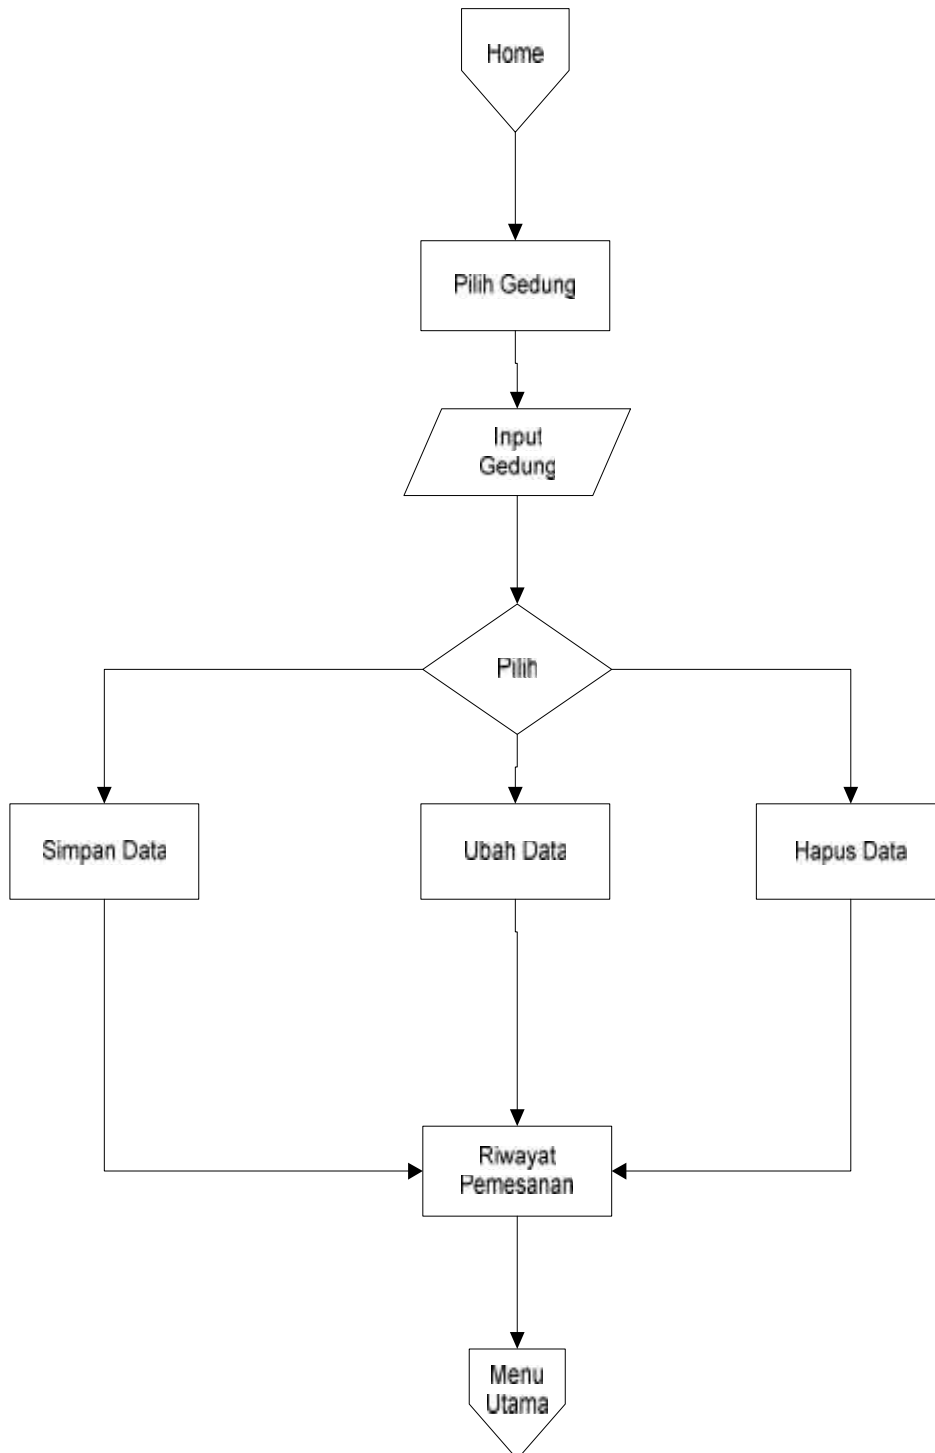 Home
Pilih Gedung
Input
Gedung
Pilih
Simpan Data
Ubah Data
Hapus Data
Riwayat
Pemesanan
Menu
Utama